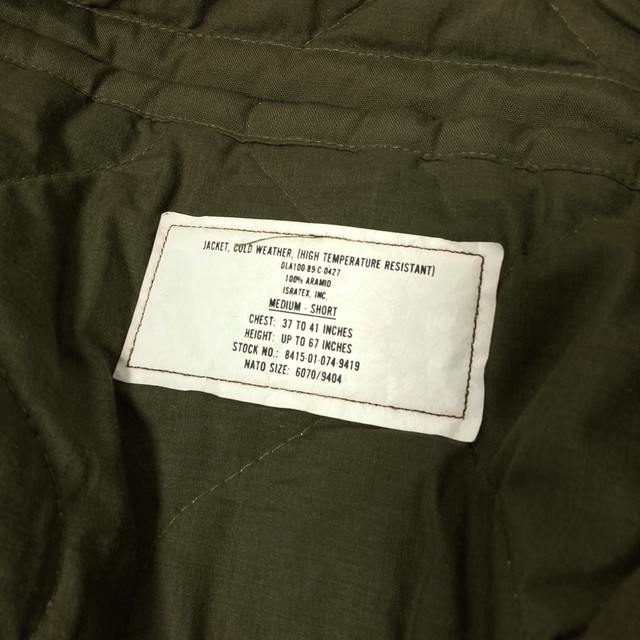 JACKET, COLD WEATHER, (HIGH TEMPERATURE RESISTANT)
DLA100-89-C-0427
100% ARAMID
ISRATEX, INC.
MEDIUM - SHORT
CHEST: 37 TO 41 INCHES
HEIGHT: UP TO 67 INCHES
STOCK NO.: 8415-01-074-9419
NATO SIZE: 6070/9404